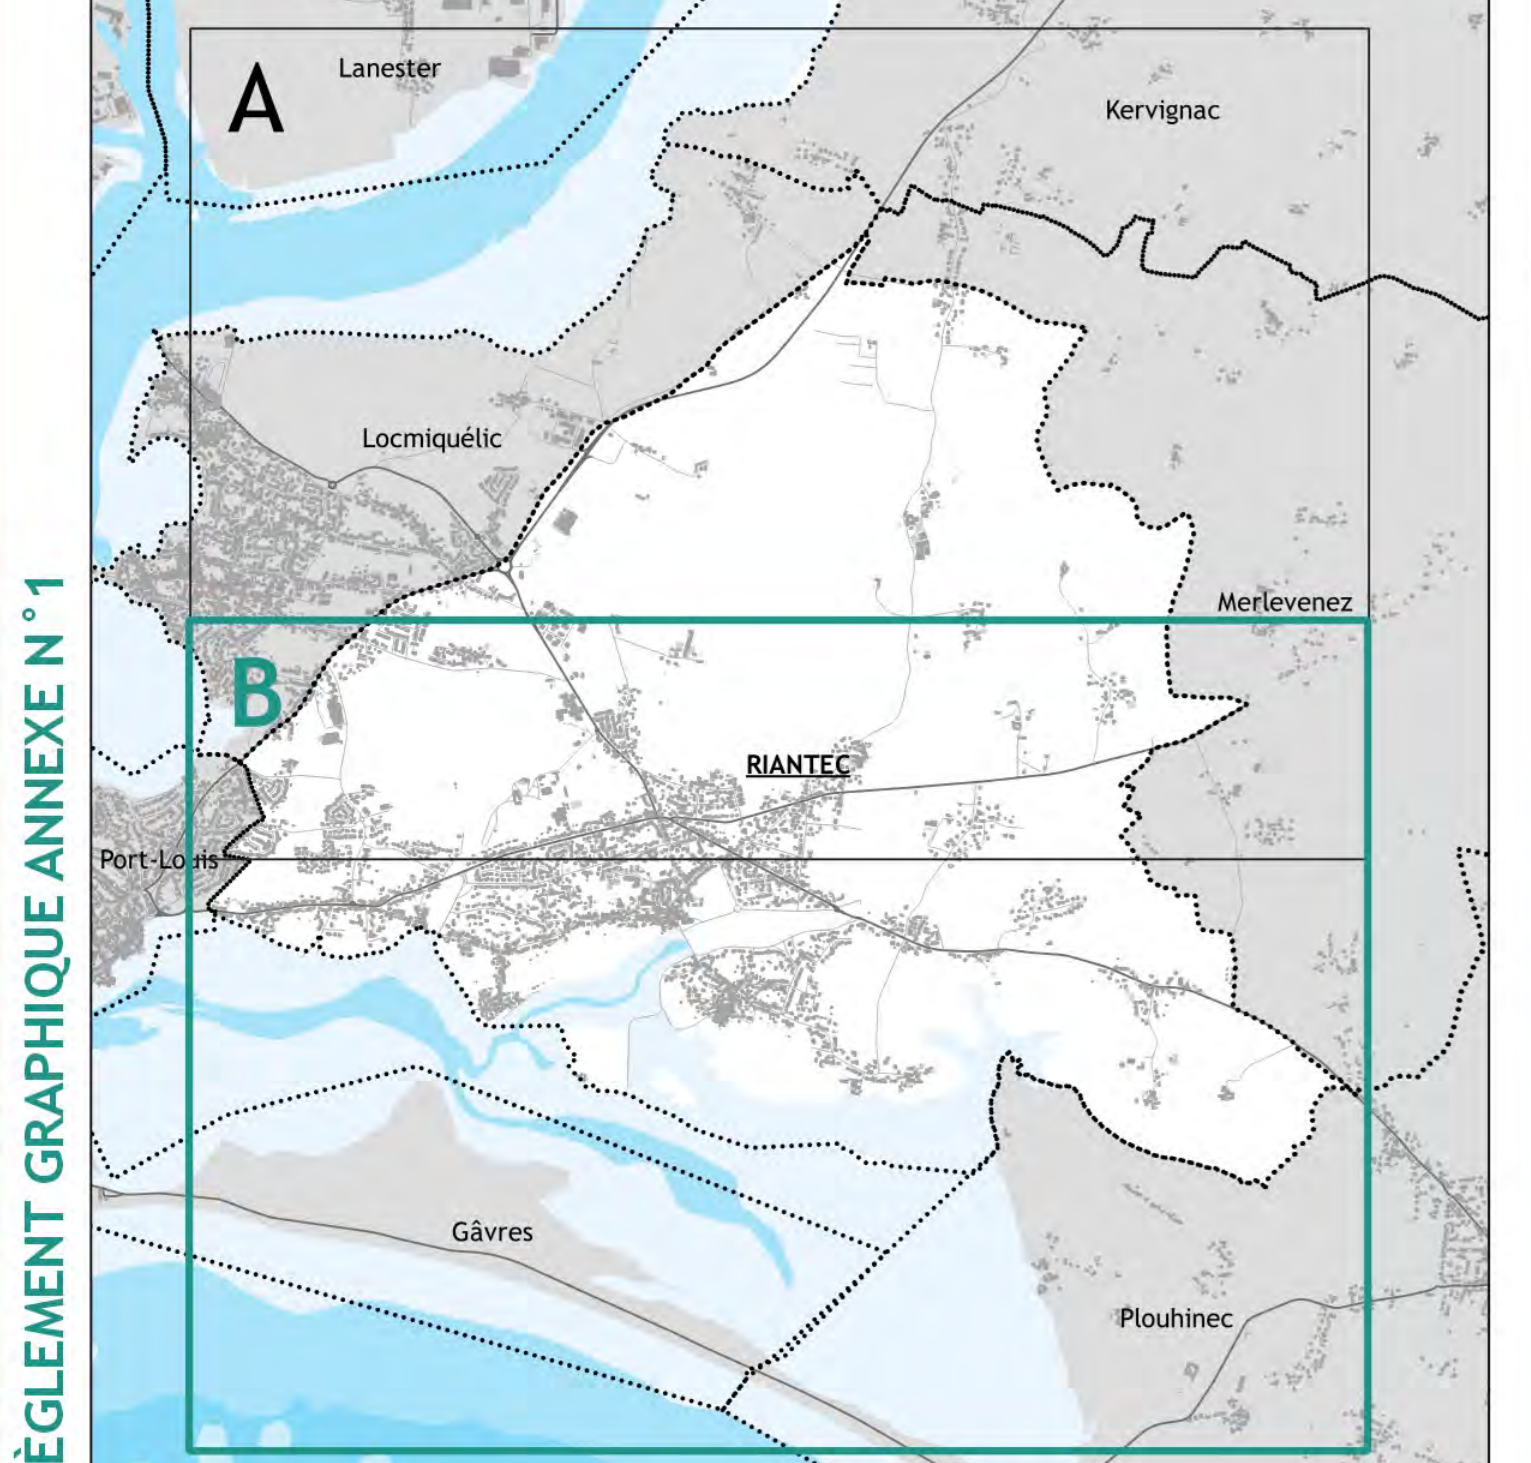 ÈGLEMENT GRAPHIQUE ANNEXE N°1
Lanester
A
Kervignac
Locmiquélic
Merlevenez
B
RIANTEC
Port-Louis
Gâvres
Plouhinec